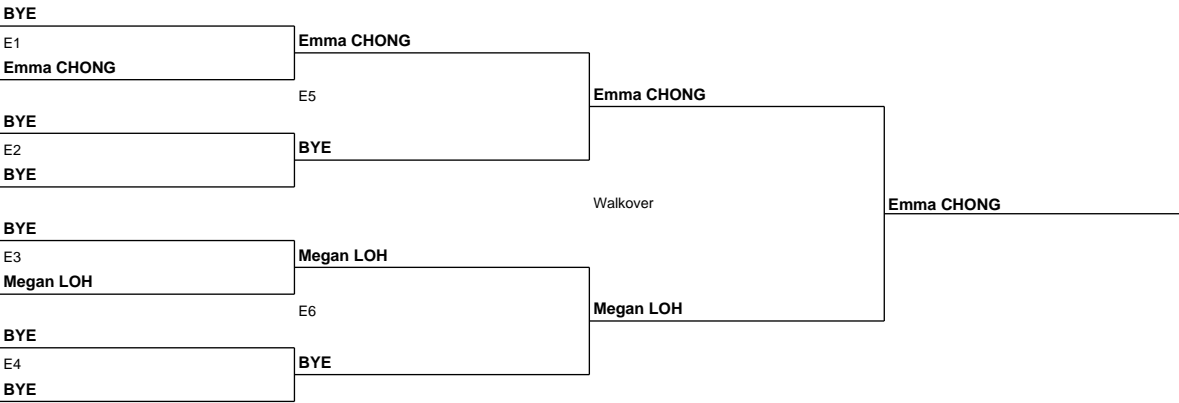 BYE
E1
Emma CHONG
BYE
E2
BYE
BYE
E3
Megan LOH
BYE
E4
BYE
Emma CHONG
E5
BYE
Megan LOH
E6
BYE
Emma CHONG
Walkover
Megan LOH
Emma CHONG